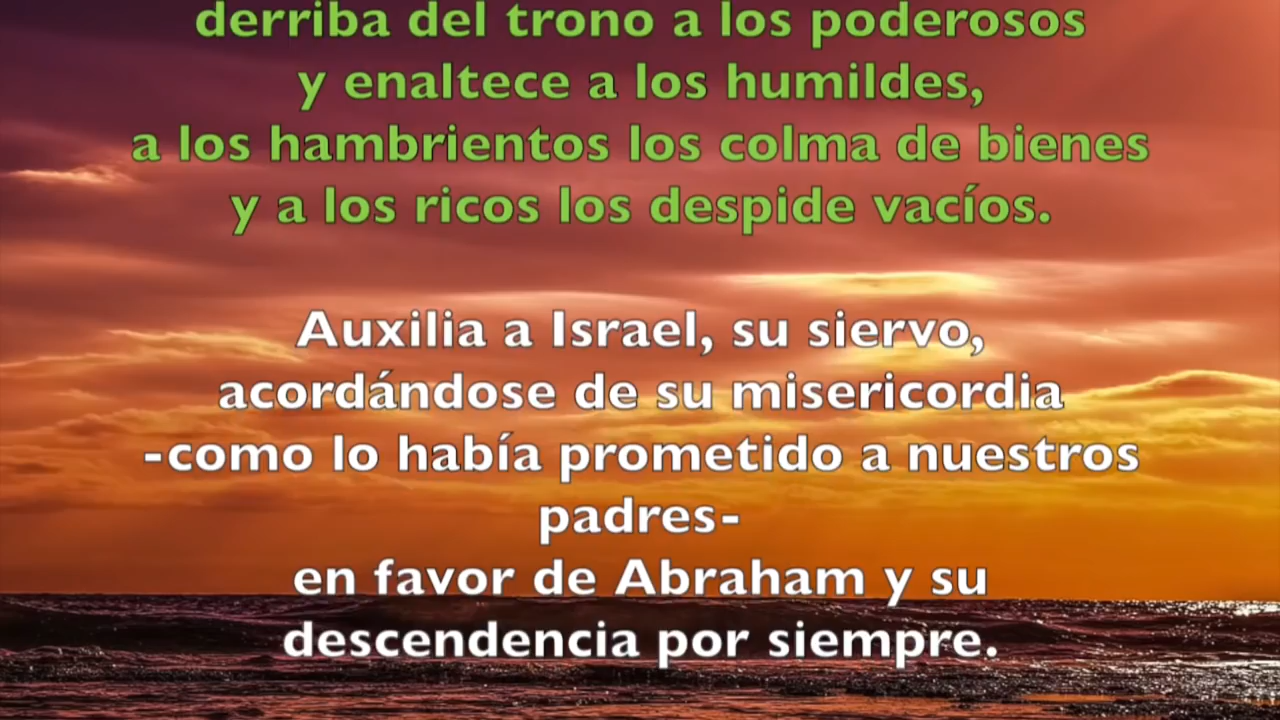 derriba del trono a los poderosos
y enaltece a los humildes,
a los hambrientos los colma de bienes
y a los ricos los despide vacíos.
Auxilia a Israel, su siervo,
acordándose de su misericordia
-como lo había prometido a nuestros
padres-
en favor de Abraham y su
descendencia por siempre.